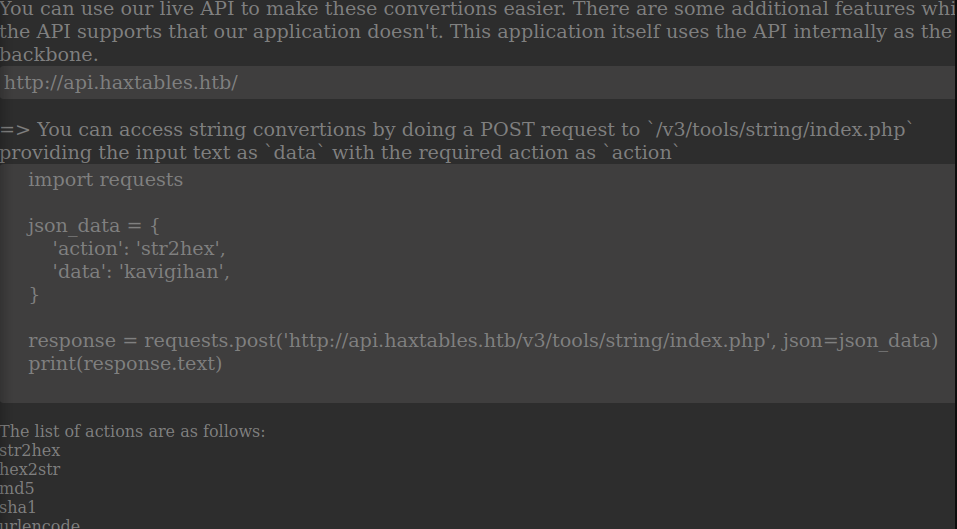 You can use our live API to make these convertions easier. There are some additional features whi
the API supports that our application doesn't. This application itself uses the API internally as the
backbone.
http://api.haxtables.htb/
=> You can access string convertions by doing a POST request to `/v3/tools/string/index.php`
providing the input text as `data` with the required action as `action`
import requests
json_data = {
'action': 'str2hex',
'data': 'kavigihan',
}
response = requests.post('http://api.haxtables.htb/v3/tools/string/index.php', json=json_data)
print(response.text)
The list of actions are as follows:
str2hex
hex2str
md5
sha1
urlencode